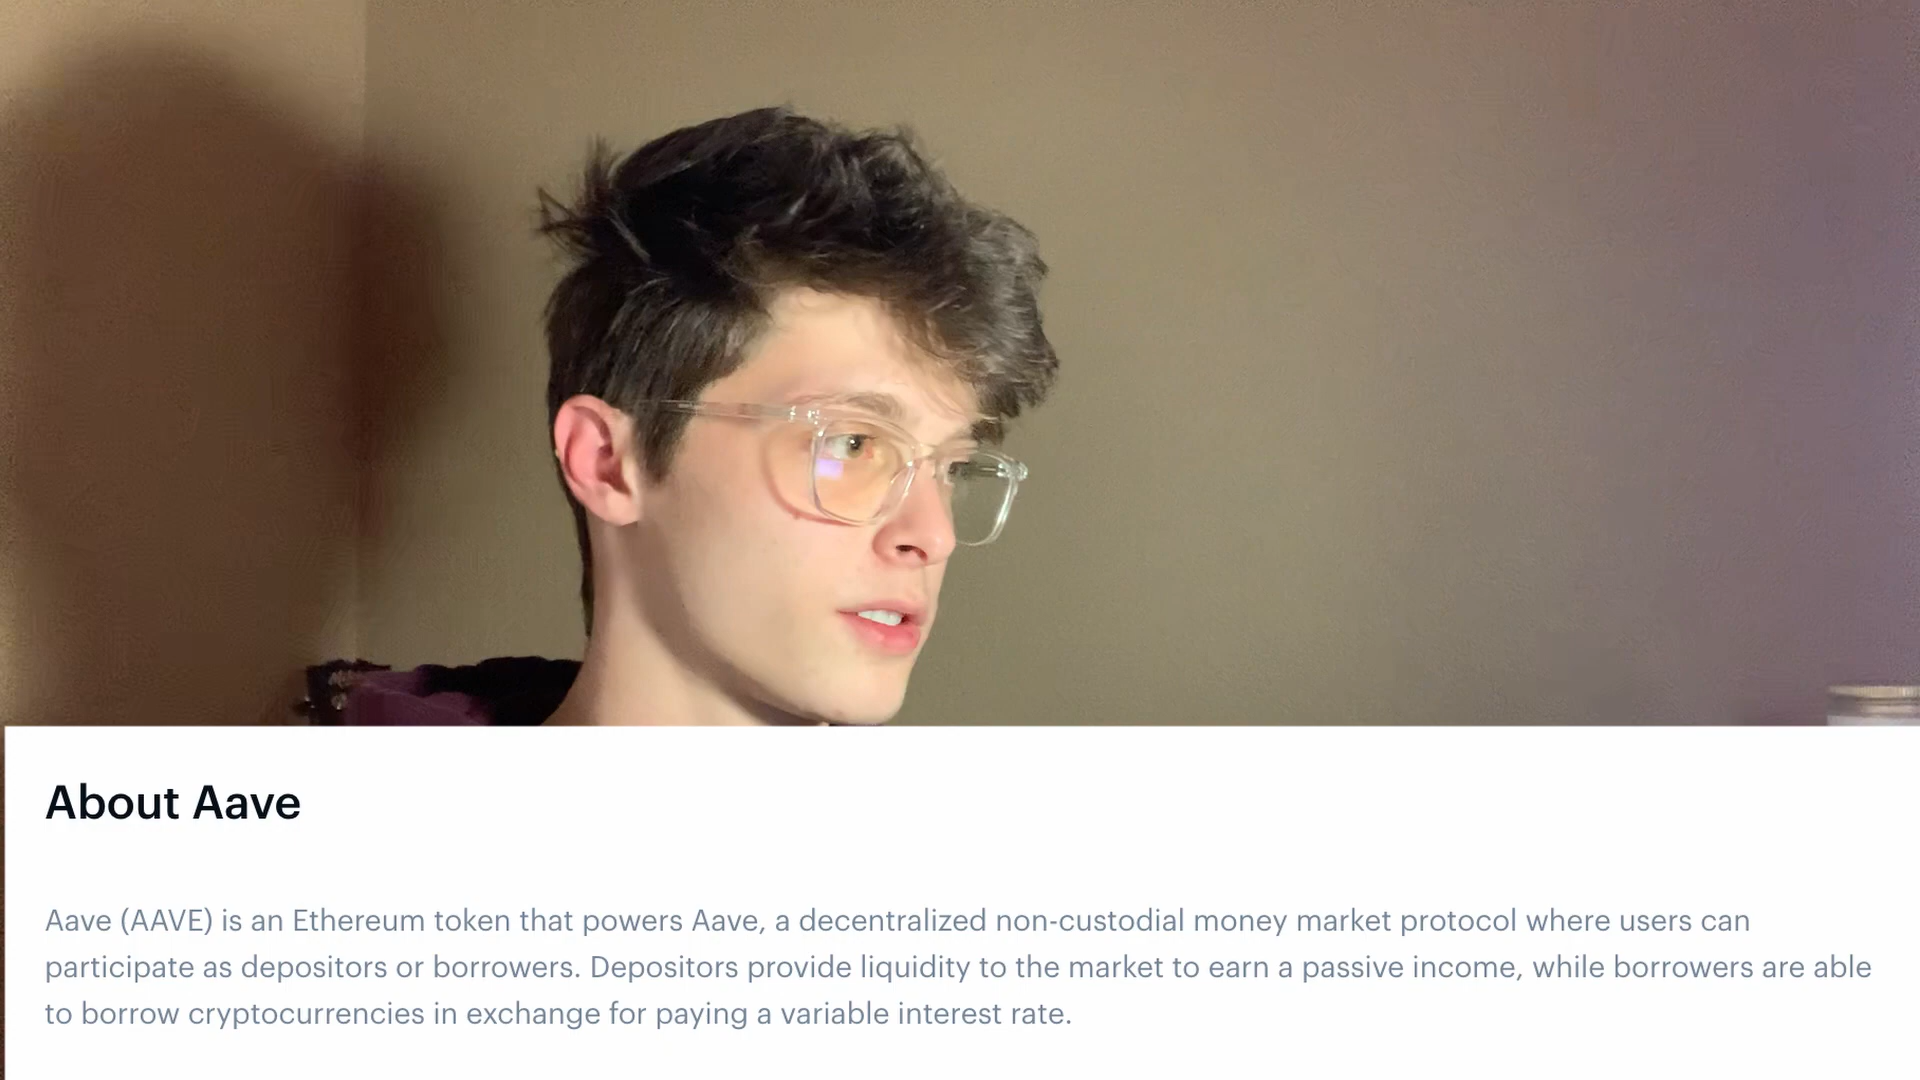 About Aave
Aave (AAVE) is an Ethereum token that powers Aave, a decentralized non-custodial money market protocol where users can
participate as depositors or borrowers. Depositors provide liquidity to the market to earn a passive income, while borrowers are able
to borrow cryptocurrencies in exchange for paying a variable interest rate.